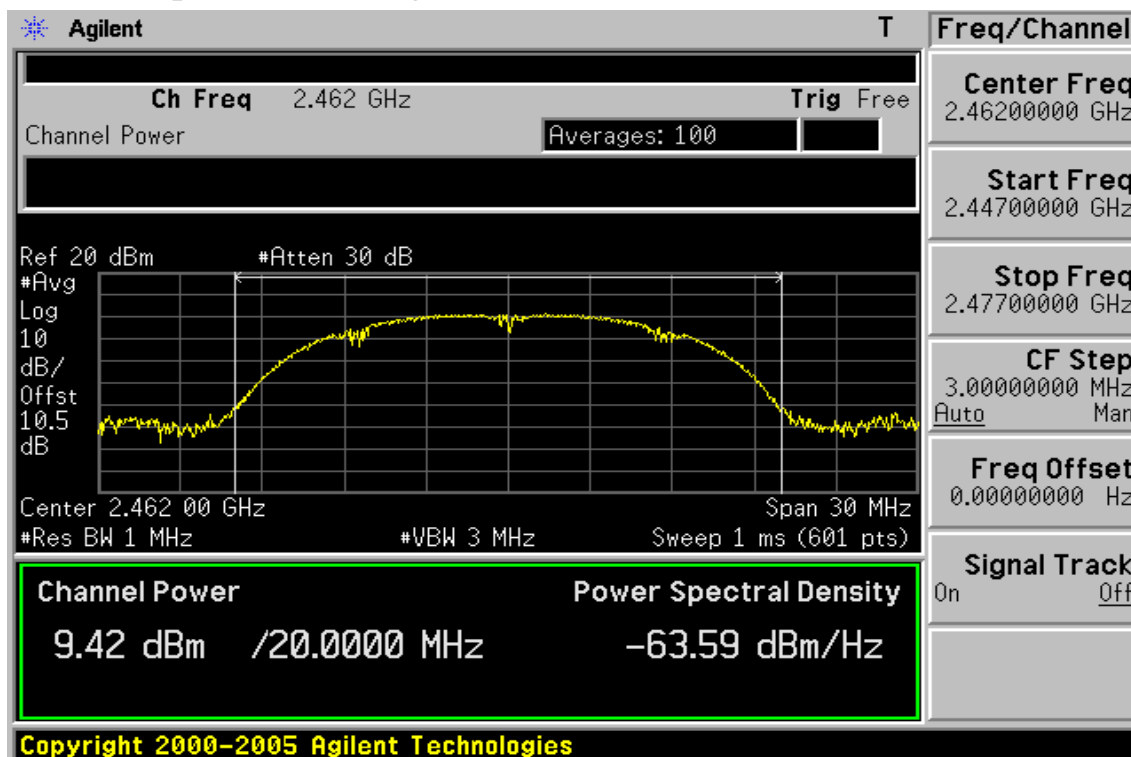 Agilent T
Ch Freq 2.462 GHz Trig Free
Channel Power Averages: 100
Ref 20 dBm #Atten 30 dB
#Avg
Log
10
dB/
Offst
10.5
dB
Center 2.462 00 GHz Span 30 MHz
#Res BW 1 MHz #VBW 3 MHz Sweep 1 ms (601 pts)
Channel Power Power Spectral Density
9.42 dBm /20.0000 MHz -63.59 dBm/Hz
Copyright 2000-2005 Agilent Technologies
Freq/Channel
Center Freq
2.46200000 GHz
Start Freq
2.44700000 GHz
Stop Freq
2.47700000 GHz
CF Step
3.00000000 MHz
Auto Man
Freq Offset
0.00000000 Hz
Signal Track
On Off